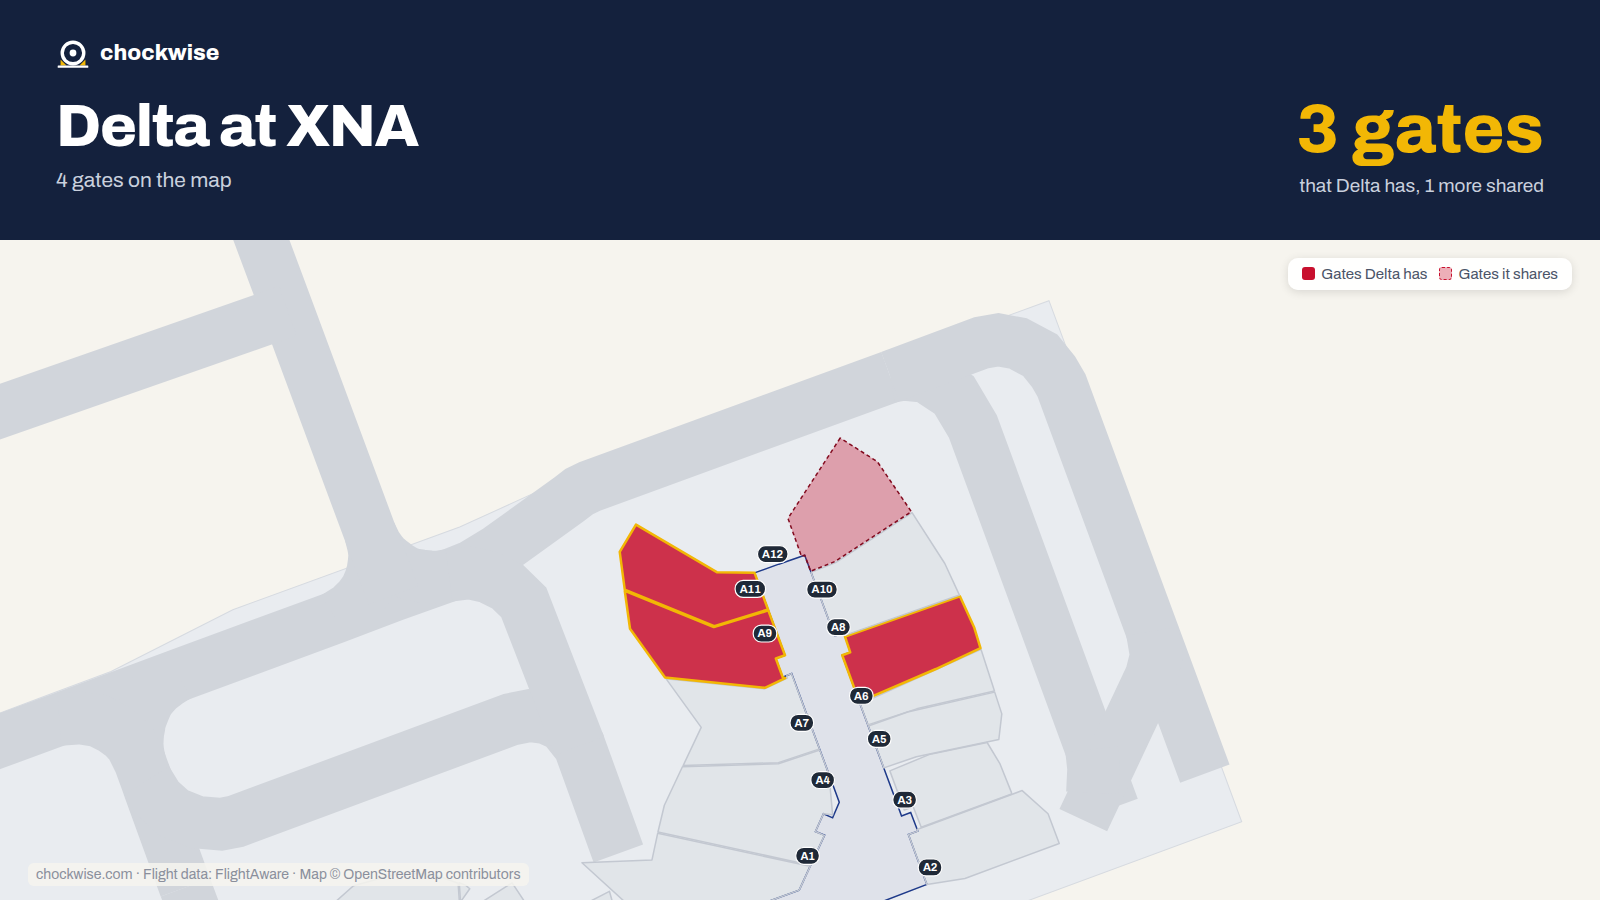 chockwise
Delta at XNA
4 gates on the map
3 gates
that Delta has, 1 more shared
Gates Delta has
Gates it shares
A12
A11
A10
A9
A8
A6
A7
A5
A4
A3
A1
A2
chockwise.com · Flight data: FlightAware · Map © OpenStreetMap contributors